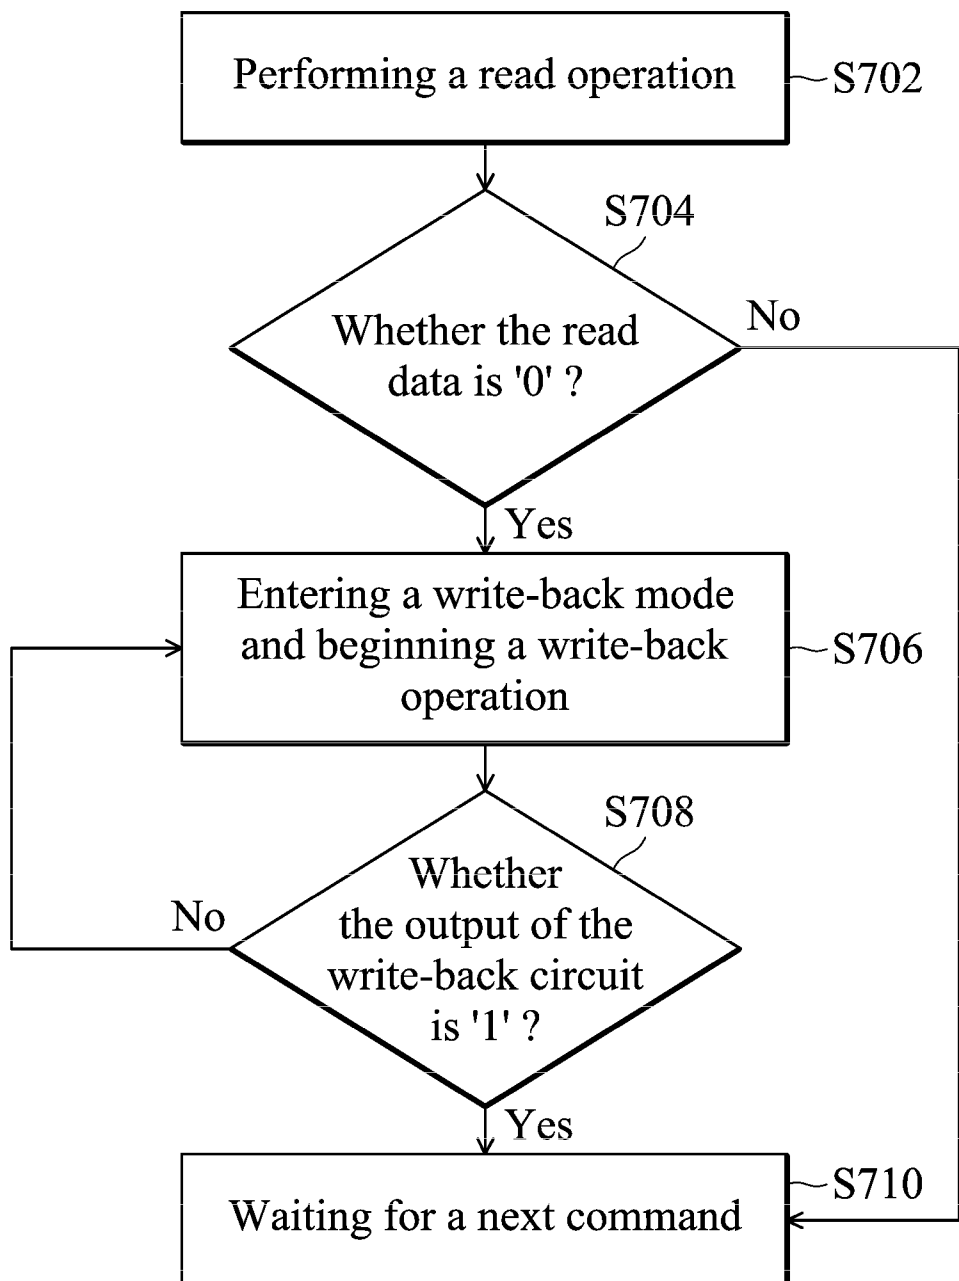 Performing a read operation
S702
S704
Whether the read
data is '0' ?
No
Yes
Entering a write-back mode
and beginning a write-back
operation
S706
S708
Whether
the output of the
write-back circuit
is '1' ?
No
Yes
Waiting for a next command
S710